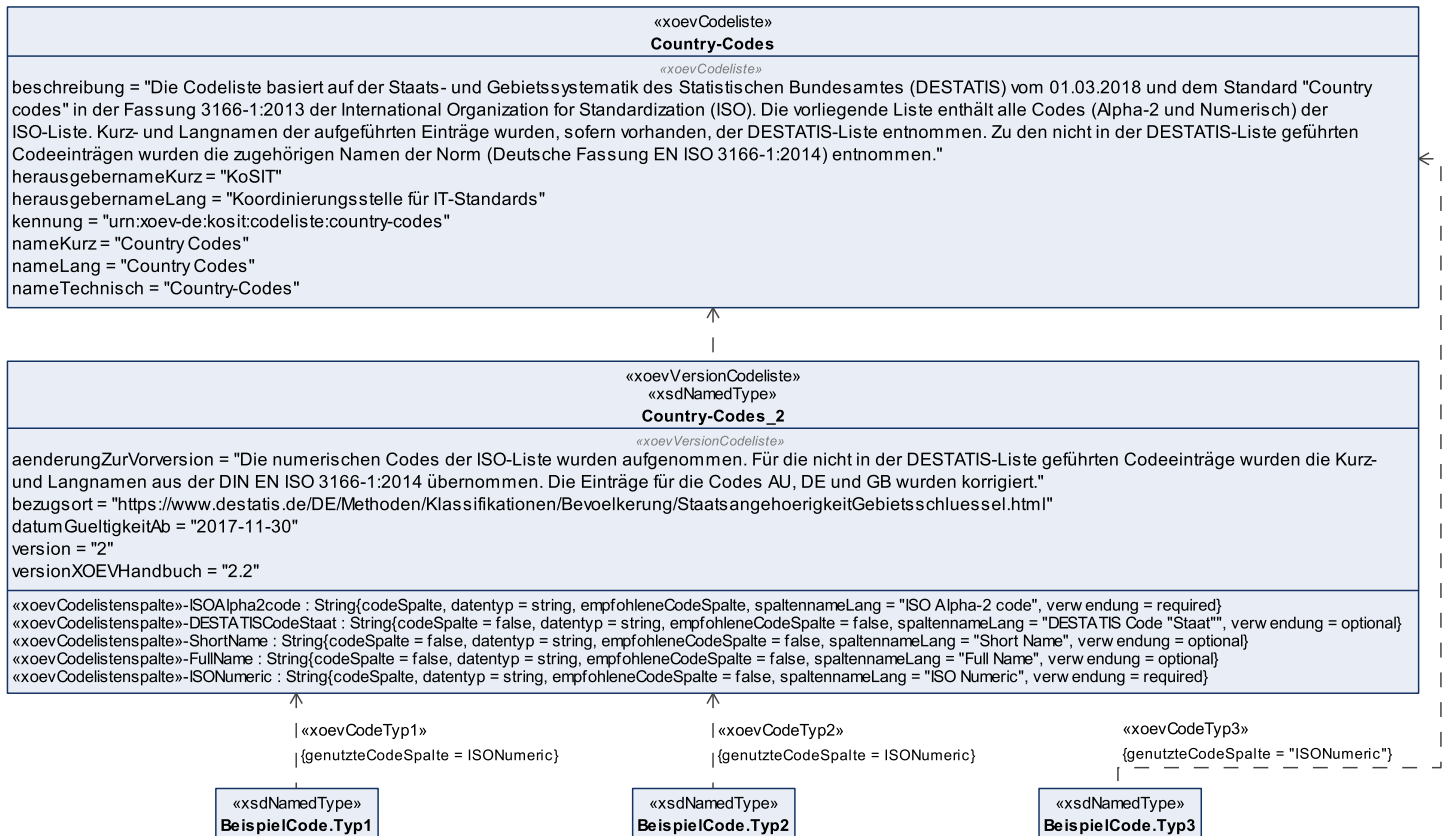 «xoevCodeliste»
Country-Codes
«xoevCodeliste»
beschreibung = "Die Codeliste basiert auf der Staats- und Gebietssystematik des Statistischen Bundesamtes (DESTATIS) vom 01.03.2018 und dem Standard "Country
codes" in der Fassung 3166-1:2013 der International Organization for Standardization (ISO). Die vorliegende Liste enthält alle Codes (Alpha-2 und Numerisch) der
ISO-Liste. Kurz- und Langnamen der aufgeführten Einträge wurden, sofern vorhanden, der DESTATIS-Liste entnommen. Zu den nicht in der DESTATIS-Liste geführten
Codeeinträgen wurden die zugehörigen Namen der Norm (Deutsche Fassung EN ISO 3166-1:2014) entnommen."
herausgebernameKurz = "KoSIT"
herausgebernameLang = "Koordinierungsstelle für IT-Standards"
kennung = "urn:xoev-de:kosit:codeliste:country-codes"
nameKurz = "Country Codes"
nameLang = "Country Codes"
nameTechnisch = "Country-Codes"
«xoevVersionCodeliste»
«xsdNamedType»
Country-Codes_2
«xoevVersionCodeliste»
aenderungZurVorversion = "Die numerischen Codes der ISO-Liste wurden aufgenommen. Für die nicht in der DESTATIS-Liste geführten Codeeinträge wurden die Kurz-
und Langnamen aus der DIN EN ISO 3166-1:2014 übernommen. Die Einträge für die Codes AU, DE und GB wurden korrigiert."
bezugsort = "https://www.destatis.de/DE/Methoden/Klassifikationen/Bevoelkerung/StaatsangehoerigkeitGebietsschluessel.html"
datumGueltigkeitAb = "2017-11-30"
version = "2"
versionXOEVHandbuch = "2.2"
«xoevCodelistenspalte»-ISOAlpha2code : String{codeSpalte, datentyp = string, empfohleneCodeSpalte, spaltennameLang = "ISO Alpha-2 code", verwendung = required}
«xoevCodelistenspalte»-DESTATISCodeStaat : String{codeSpalte = false, datentyp = string, empfohleneCodeSpalte = false, spaltennameLang = "DESTATIS Code "Staat"", verwendung = optional}
«xoevCodelistenspalte»-ShortName : String{codeSpalte = false, datentyp = string, empfohleneCodeSpalte = false, spaltennameLang = "Short Name", verwendung = optional}
«xoevCodelistenspalte»-FullName : String{codeSpalte = false, datentyp = string, empfohleneCodeSpalte = false, spaltennameLang = "Full Name", verwendung = optional}
«xoevCodelistenspalte»-ISONumeric : String{codeSpalte, datentyp = string, empfohleneCodeSpalte = false, spaltennameLang = "ISO Numeric", verwendung = required}
«xoevCodeTyp1»
{genutzteCodeSpalte = ISONumeric}
«xoevCodeTyp2»
{genutzteCodeSpalte = ISONumeric}
«xoevCodeTyp3»
{genutzteCodeSpalte = "ISONumeric"}
«xsdNamedType»
BeispielCode.Typ1
«xsdNamedType»
BeispielCode.Typ2
«xsdNamedType»
BeispielCode.Typ3